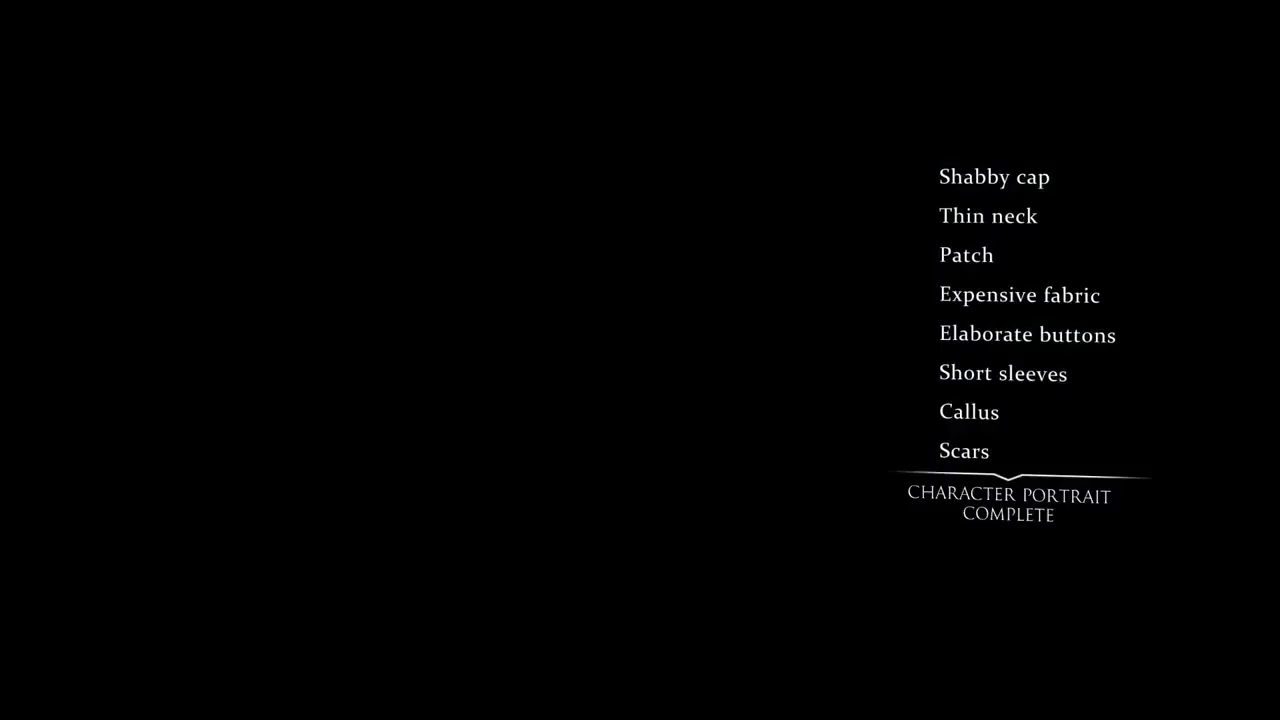 Shabby cap
Thin neck
Patch
Expensive fabric
Elaborate buttons
Short sleeves
Callus
Scars
CHARACTER PORTRAIT
COMPLETE